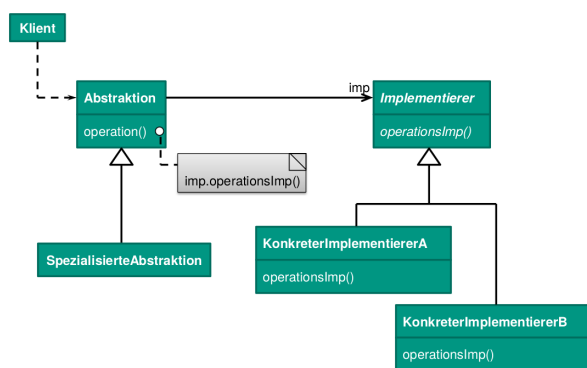 Klient
Abstraktion
imp
Implementierer
operation()
operationsImp()
imp.operationsImp()
KonkreterImplementiererA
SpezialisierteAbstraktion
operationsImp()
KonkreterImplementiererB
operationsImp()